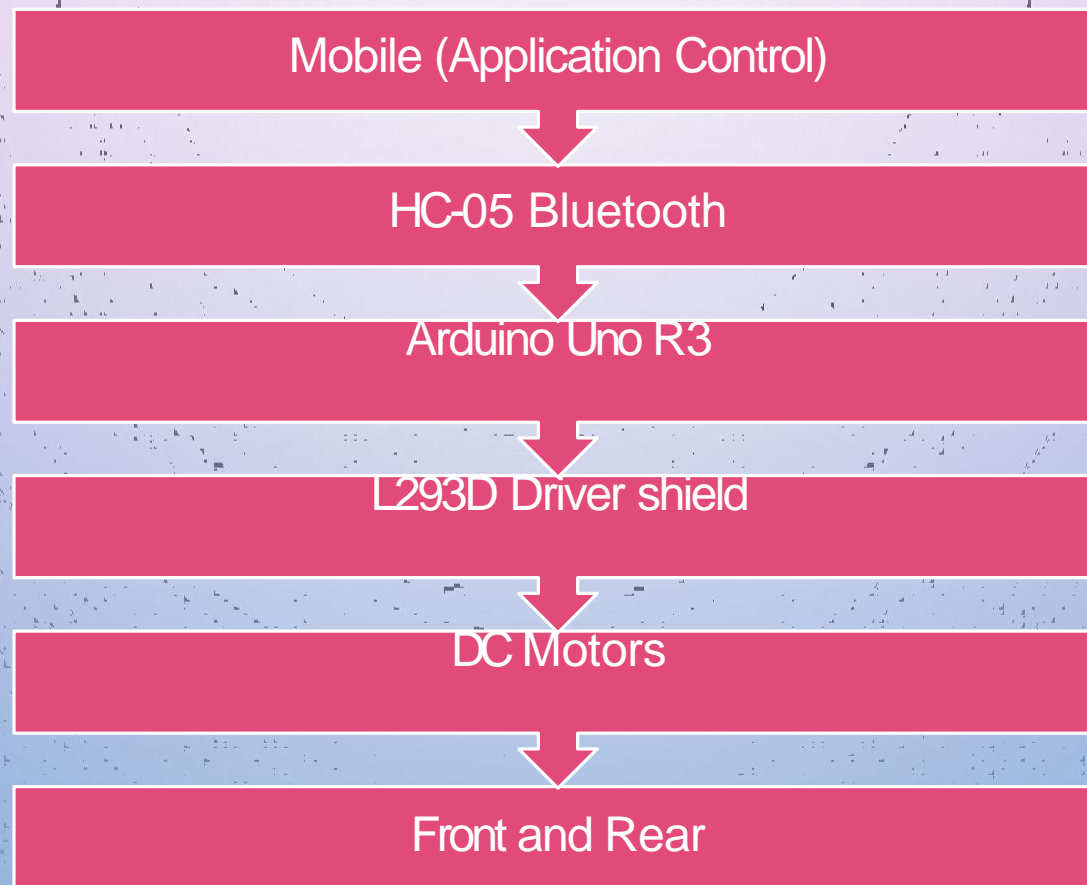 Mobile (Application Control)
HC-05 Bluetooth
Arduino Uno R3
L293D Driver shield
DC Motors
Front and Rear